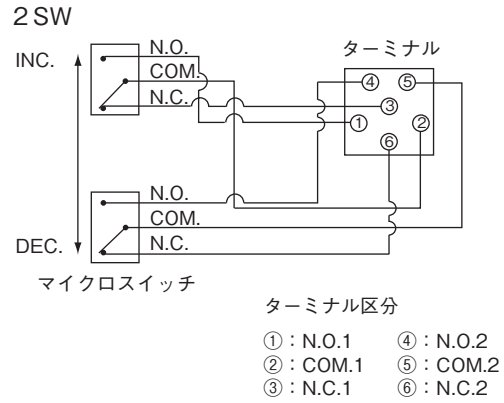 2 SW
INC.
N.O.
COM.
N.C.
ターミナル
④ ⑤
③
① ②
⑥
N.O.
COM.
N.C.
DEC.
マイクロスイッチ
ターミナル区分
①：N.O.1 ④：N.O.2
②：COM.1 ⑤：COM.2
③：N.C.1 ⑥：N.C.2